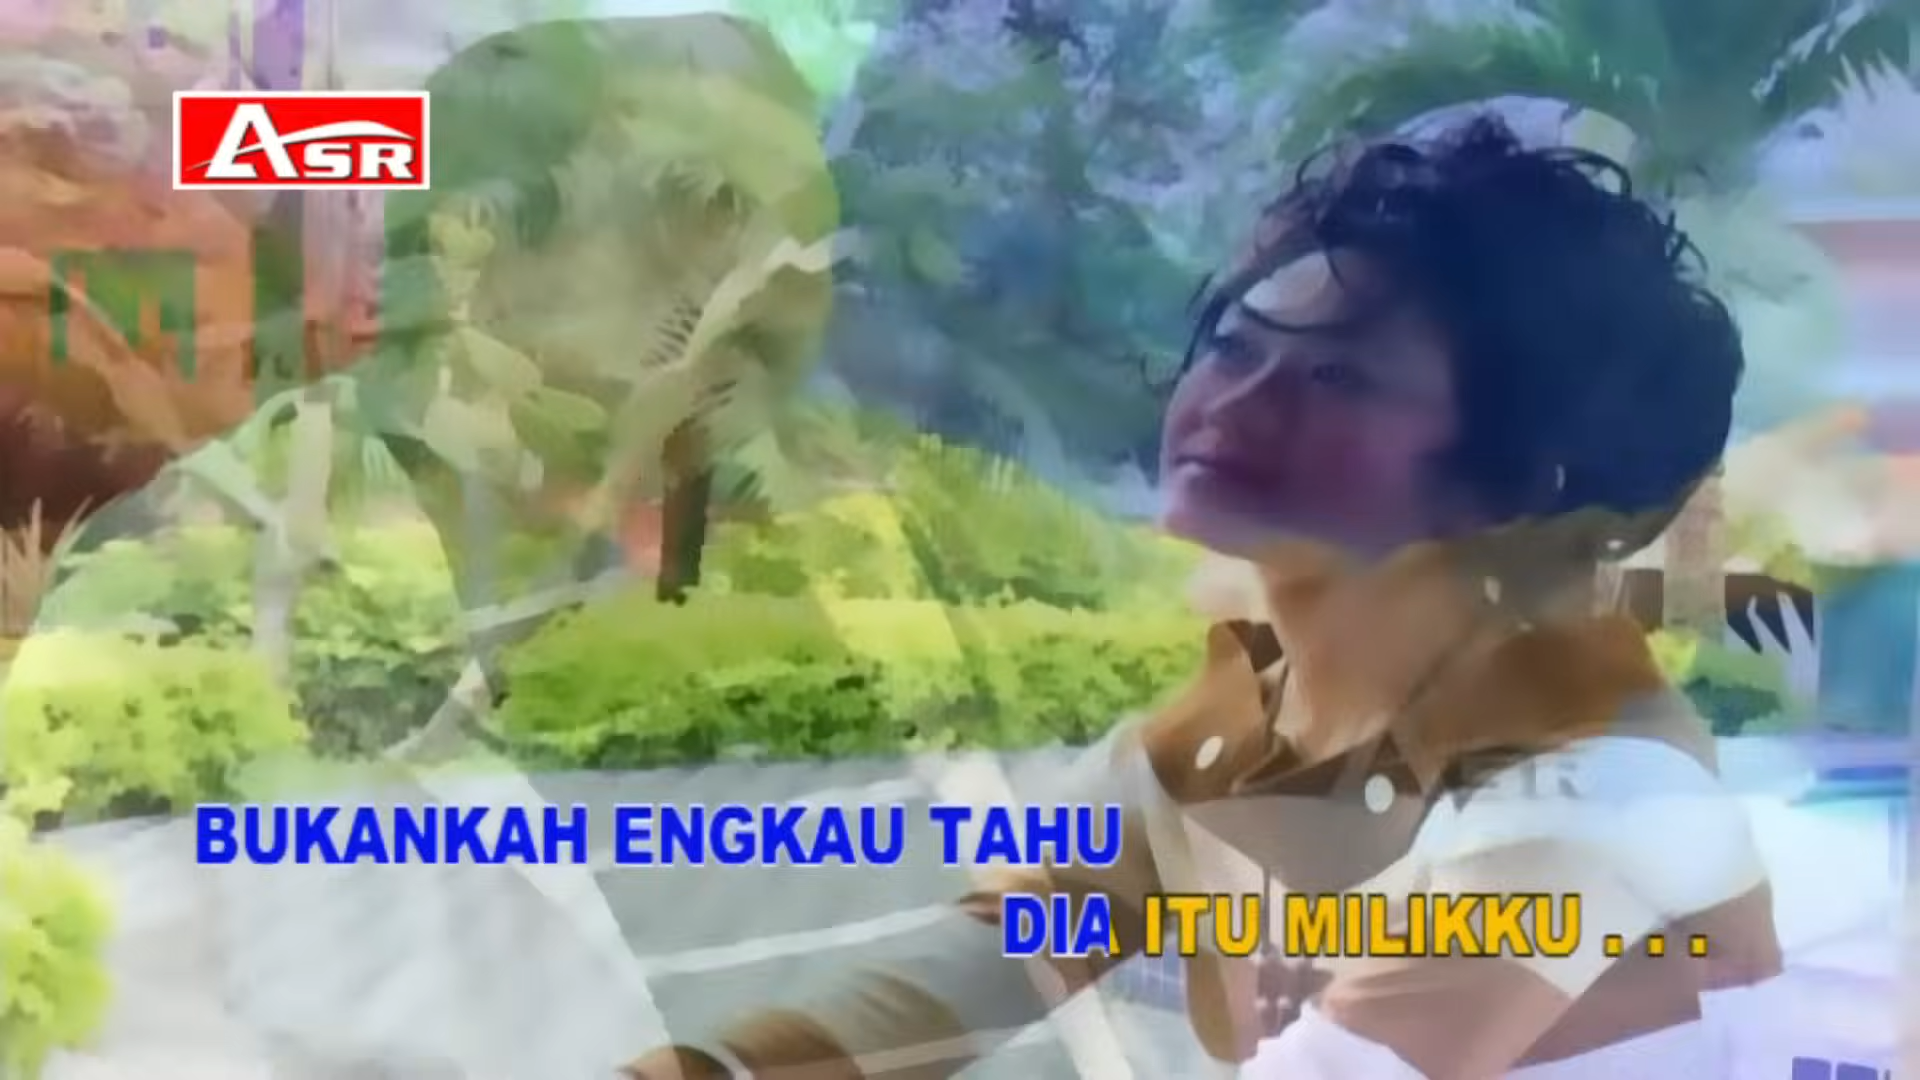 ASR
BUKANKAH ENGKAU TAHU
DIA ITU MILIKKU . . .